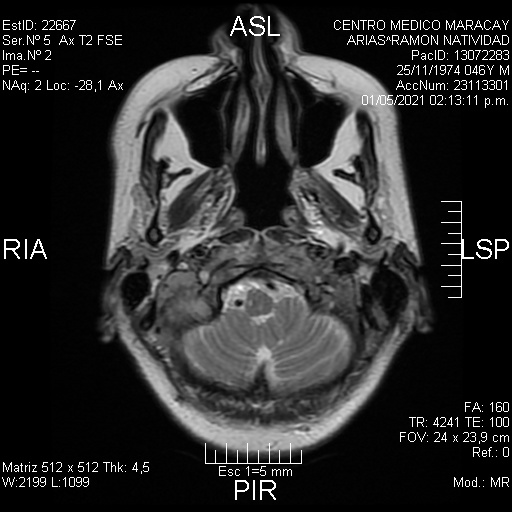 EstID: 22667
Ser.Nº 5 Ax T2 FSE
Ima.Nº 2
PE= --
NAq: 2 Loc: -28,1 Ax
ASL
CENTRO MEDICO MARACAY
ARIAS^RAMON NATIVIDAD
PacID: 13072283
25/11/1974 046Y M
AccNum: 23113301
01/05/2021 02:13:11 p.m.
RIA
LSP
FA: 160
TR: 4241 TE: 100
FOV: 24 x 23,9 cm
Ref.: 0
Mod.: MR
Matriz 512 x 512 Thk: 4,5
W:2199 L:1099
Esc 1=5 mm
PIR